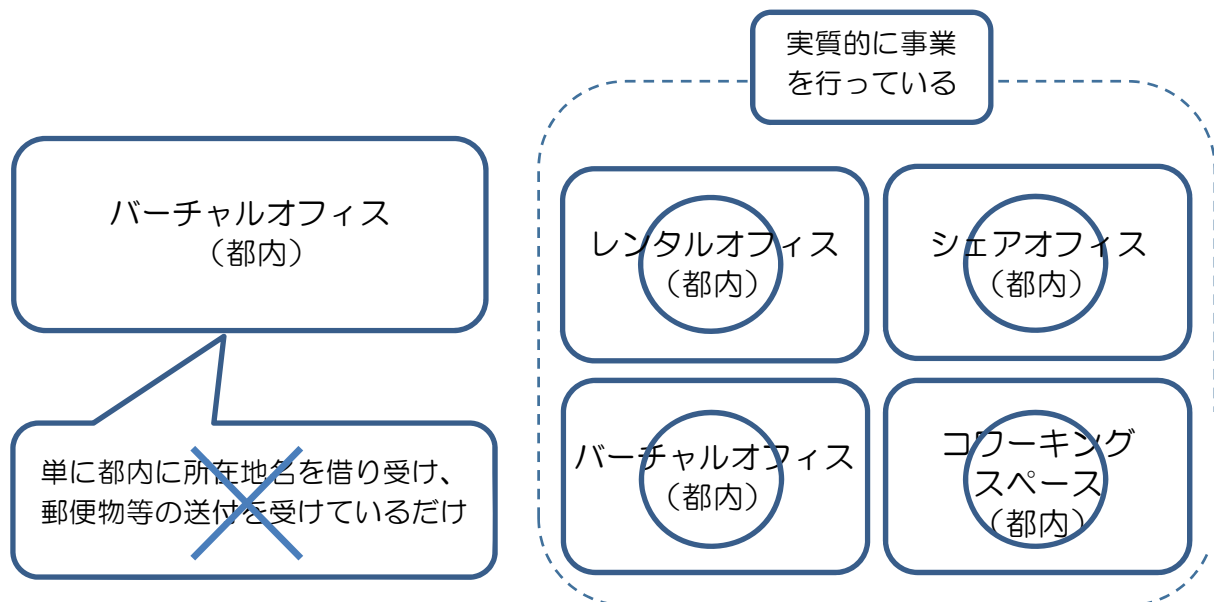 実質的に事業
を行っている
バーチャルオフィス
（都内）
単に都内に所在地名を借り受け、
郵便物等の送付を受けているだけ
レンタルオフィス
（都内）
シェアオフィス
（都内）
バーチャルオフィス
（都内）
コワーキング
スペース
（都内）